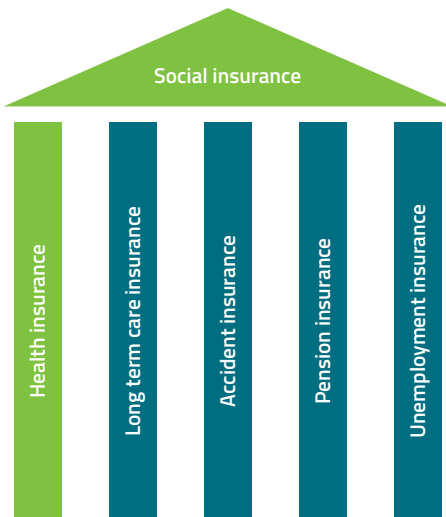 Social insurance
Health insurance
Long term care insurance
Accident insurance
Pension insurance
Unemployment insurance